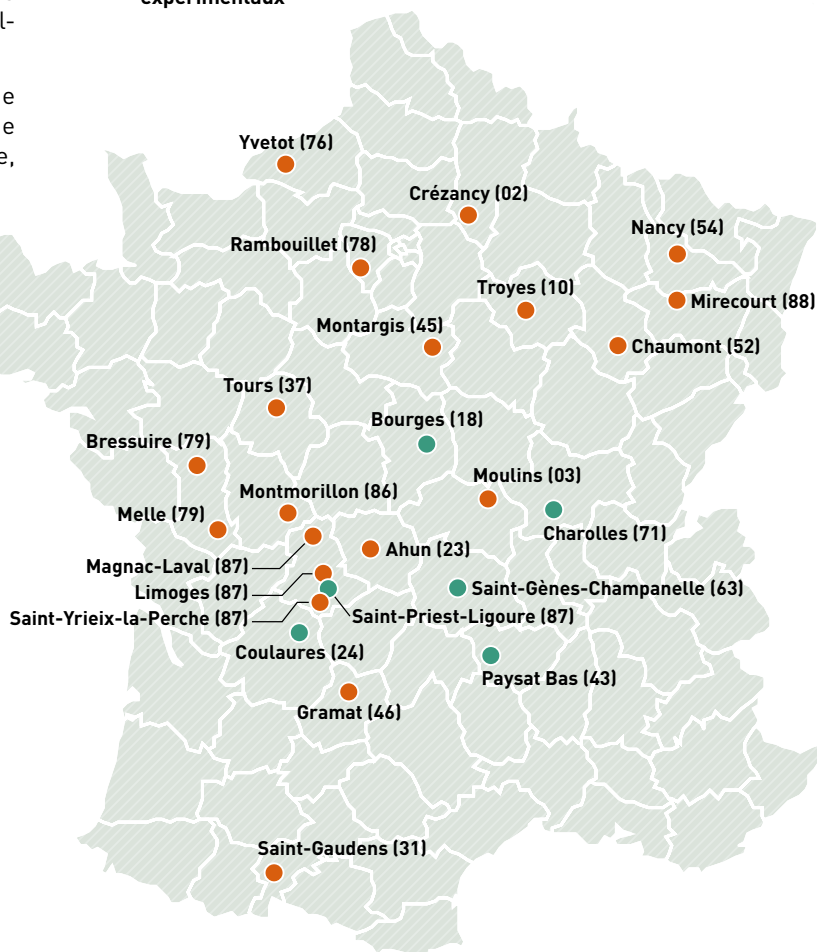 expérimentaux
l-
e
e
e,
Yvetot (76)
Crézancy (02)
Nancy (54)
Rambouillet (78)
Troyes (10)
Mirecourt (88)
Montargis (45)
Chaumont (52)
Tours (37)
Bourges (18)
Bressuire (79)
Moulins (03)
Montmorillon (86)
Melle (79)
Charolles (71)
Ahun (23)
Magnac-Laval (87)
Limoges (87)
Saint-Gènes-Champanelle (63)
Saint-Yrieix-la-Perche (87)
Saint-Priest-Ligoure (87)
Coulaures (24)
Paysat Bas (43)
Gramat (46)
Saint-Gaudens (31)